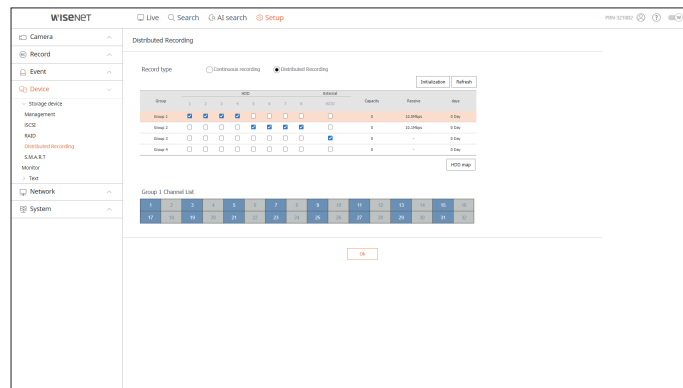 WISENET
Live Search AI search Setup
PRN-3210B2
Camera
Record
Event
Device
Storage device
Management
iSCSI
RAID
Distributed Recording
S.M.A.R.T
Monitor
Text
Network
System
Distributed Recording
Record type Continuous recording Distributed Recording
Initialization Refresh
Group HDD External Capacity Receive days
1 2 3 4 5 6 7 8 iSCSI
Group 1 0 10.0Mbps 0 Day
Group 2 0 10.1Mbps 0 Day
Group 3 0 - 0 Day
Group 4 0 - 0 Day
HDD map
Group 1 Channel List
1 2 3 4 5 6 7 8 9 10 11 12 13 14 15 16
17 18 19 20 21 22 23 24 25 26 27 28 29 30 31 32
Ok